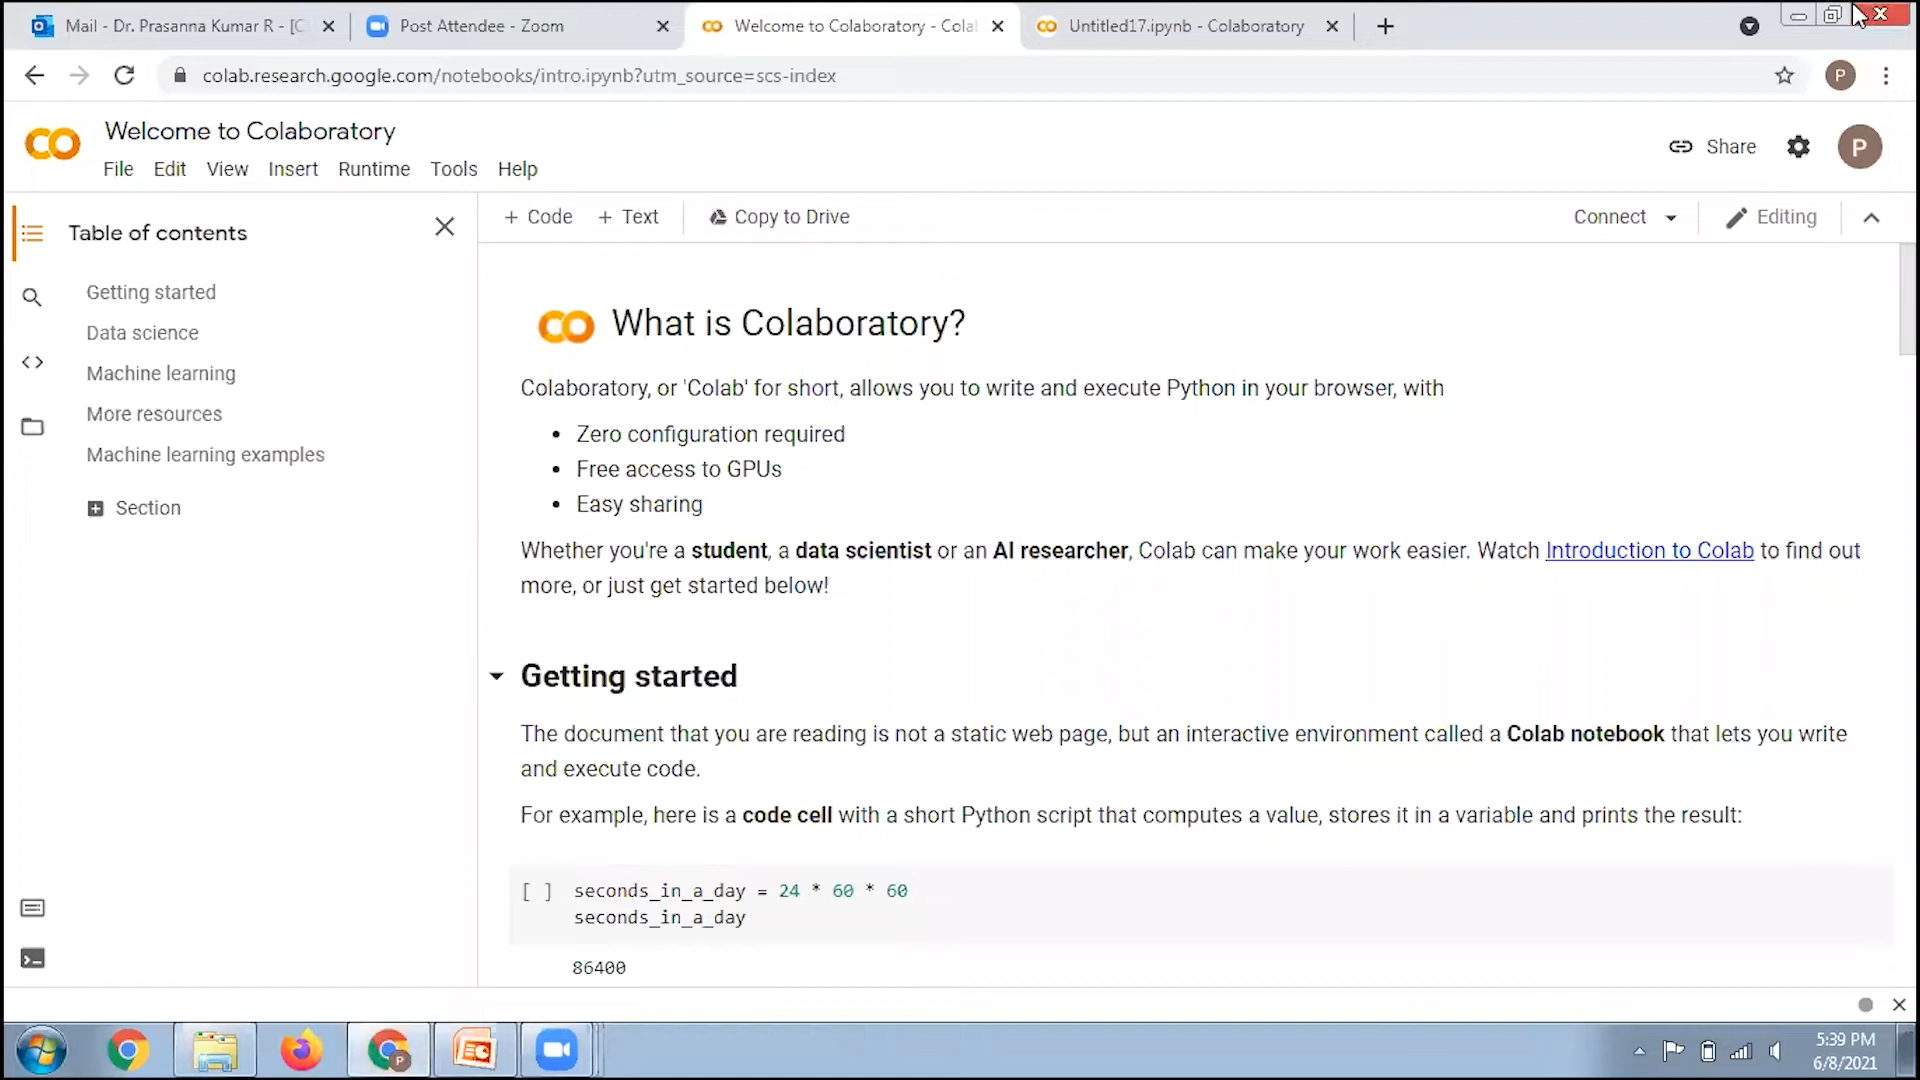 Mail - Dr. Prasanna Kumar R - [C
Post Attendee - Zoom
Welcome to Colaboratory - Cola
Untitled17.ipynb - Colaboratory
colab.research.google.com/notebooks/intro.ipynb?utm_source=scs-index
P
Welcome to Colaboratory
File Edit View Insert Runtime Tools Help
Share
P
Table of contents
Getting started
Data science
Machine learning
More resources
Machine learning examples
Section
+ Code + Text Copy to Drive
Connect Editing
What is Colaboratory?
Colaboratory, or 'Colab' for short, allows you to write and execute Python in your browser, with
• Zero configuration required
• Free access to GPUs
• Easy sharing
Whether you're a student, a data scientist or an AI researcher, Colab can make your work easier. Watch Introduction to Colab to find out
more, or just get started below!
Getting started
The document that you are reading is not a static web page, but an interactive environment called a Colab notebook that lets you write
and execute code.
For example, here is a code cell with a short Python script that computes a value, stores it in a variable and prints the result:
[ ] seconds_in_a_day = 24 * 60 * 60
seconds_in_a_day
86400
P
5:39 PM
6/8/2021